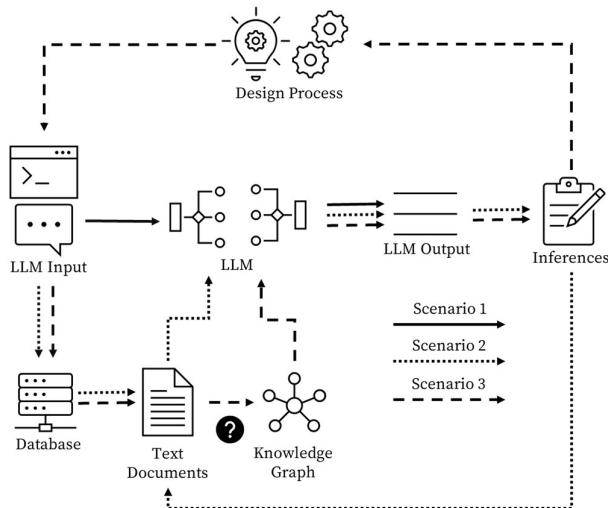 Design Process
>_
LLM Input
LLM
LLM Output
Inferences
Scenario 1
Scenario 2
Scenario 3
Database
Text
Documents
?
Knowledge
Graph